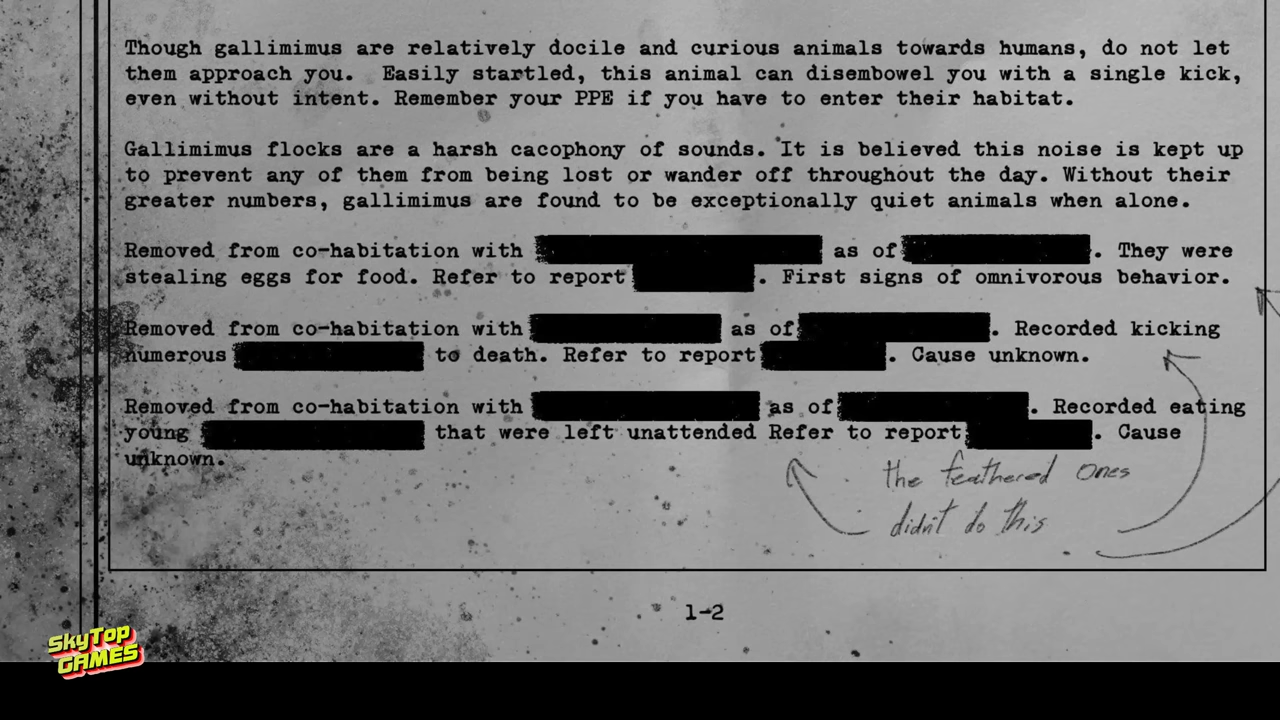 Though gallimimus are relatively docile and curious animals towards humans, do not let
them approach you. Easily startled, this animal can disembowel you with a single kick,
even without intent. Remember your PPE if you have to enter their habitat.
Gallimimus flocks are a harsh cacophony of sounds. It is believed this noise is kept up
to prevent any of them from being lost or wander off throughout the day. Without their
greater numbers, gallimimus are found to be exceptionally quiet animals when alone.
Removed from co-habitation with as of . They were
stealing eggs for food. Refer to report . First signs of omnivorous behavior.
Removed from co-habitation with as of . Recorded kicking
numerous to death. Refer to report . Cause unknown.
Removed from co-habitation with as of . Recorded eating
young that were left unattended Refer to report . Cause
unknown.
the feathered ones
didn't do this
1-2
SkyTop
GAMES